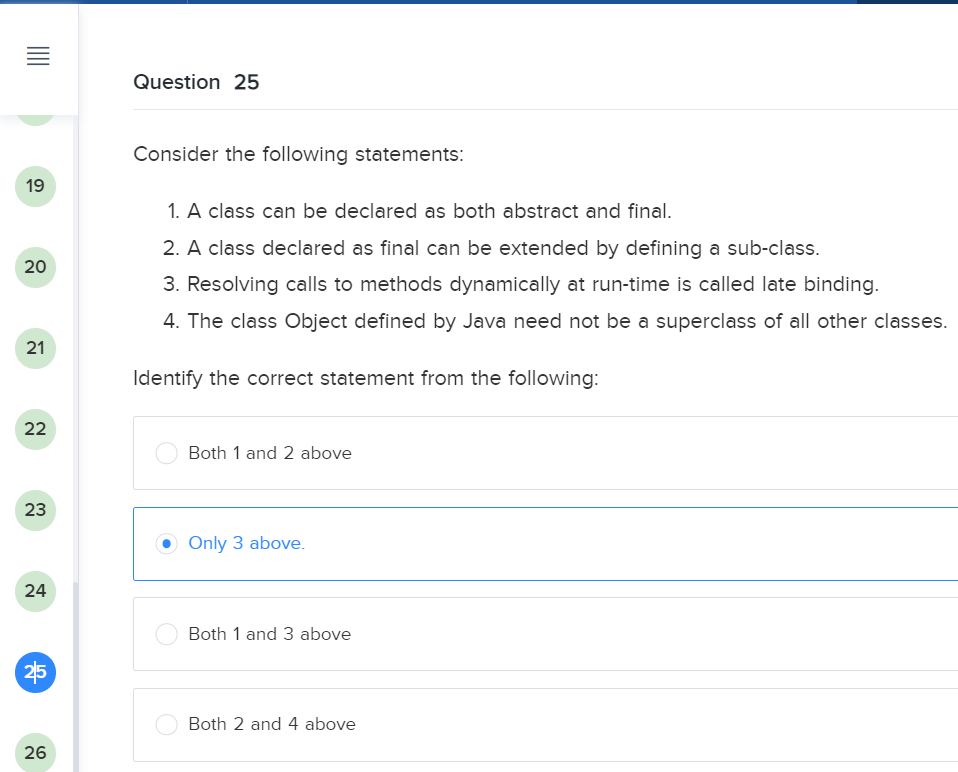 Question 25
Consider the following statements:
1. A class can be declared as both abstract and final.
2. A class declared as final can be extended by defining a sub-class.
3. Resolving calls to methods dynamically at run-time is called late binding.
4. The class Object defined by Java need not be a superclass of all other classes.
Identify the correct statement from the following:
Both 1 and 2 above
Only 3 above.
Both 1 and 3 above
Both 2 and 4 above
19
20
21
22
23
24
25
26